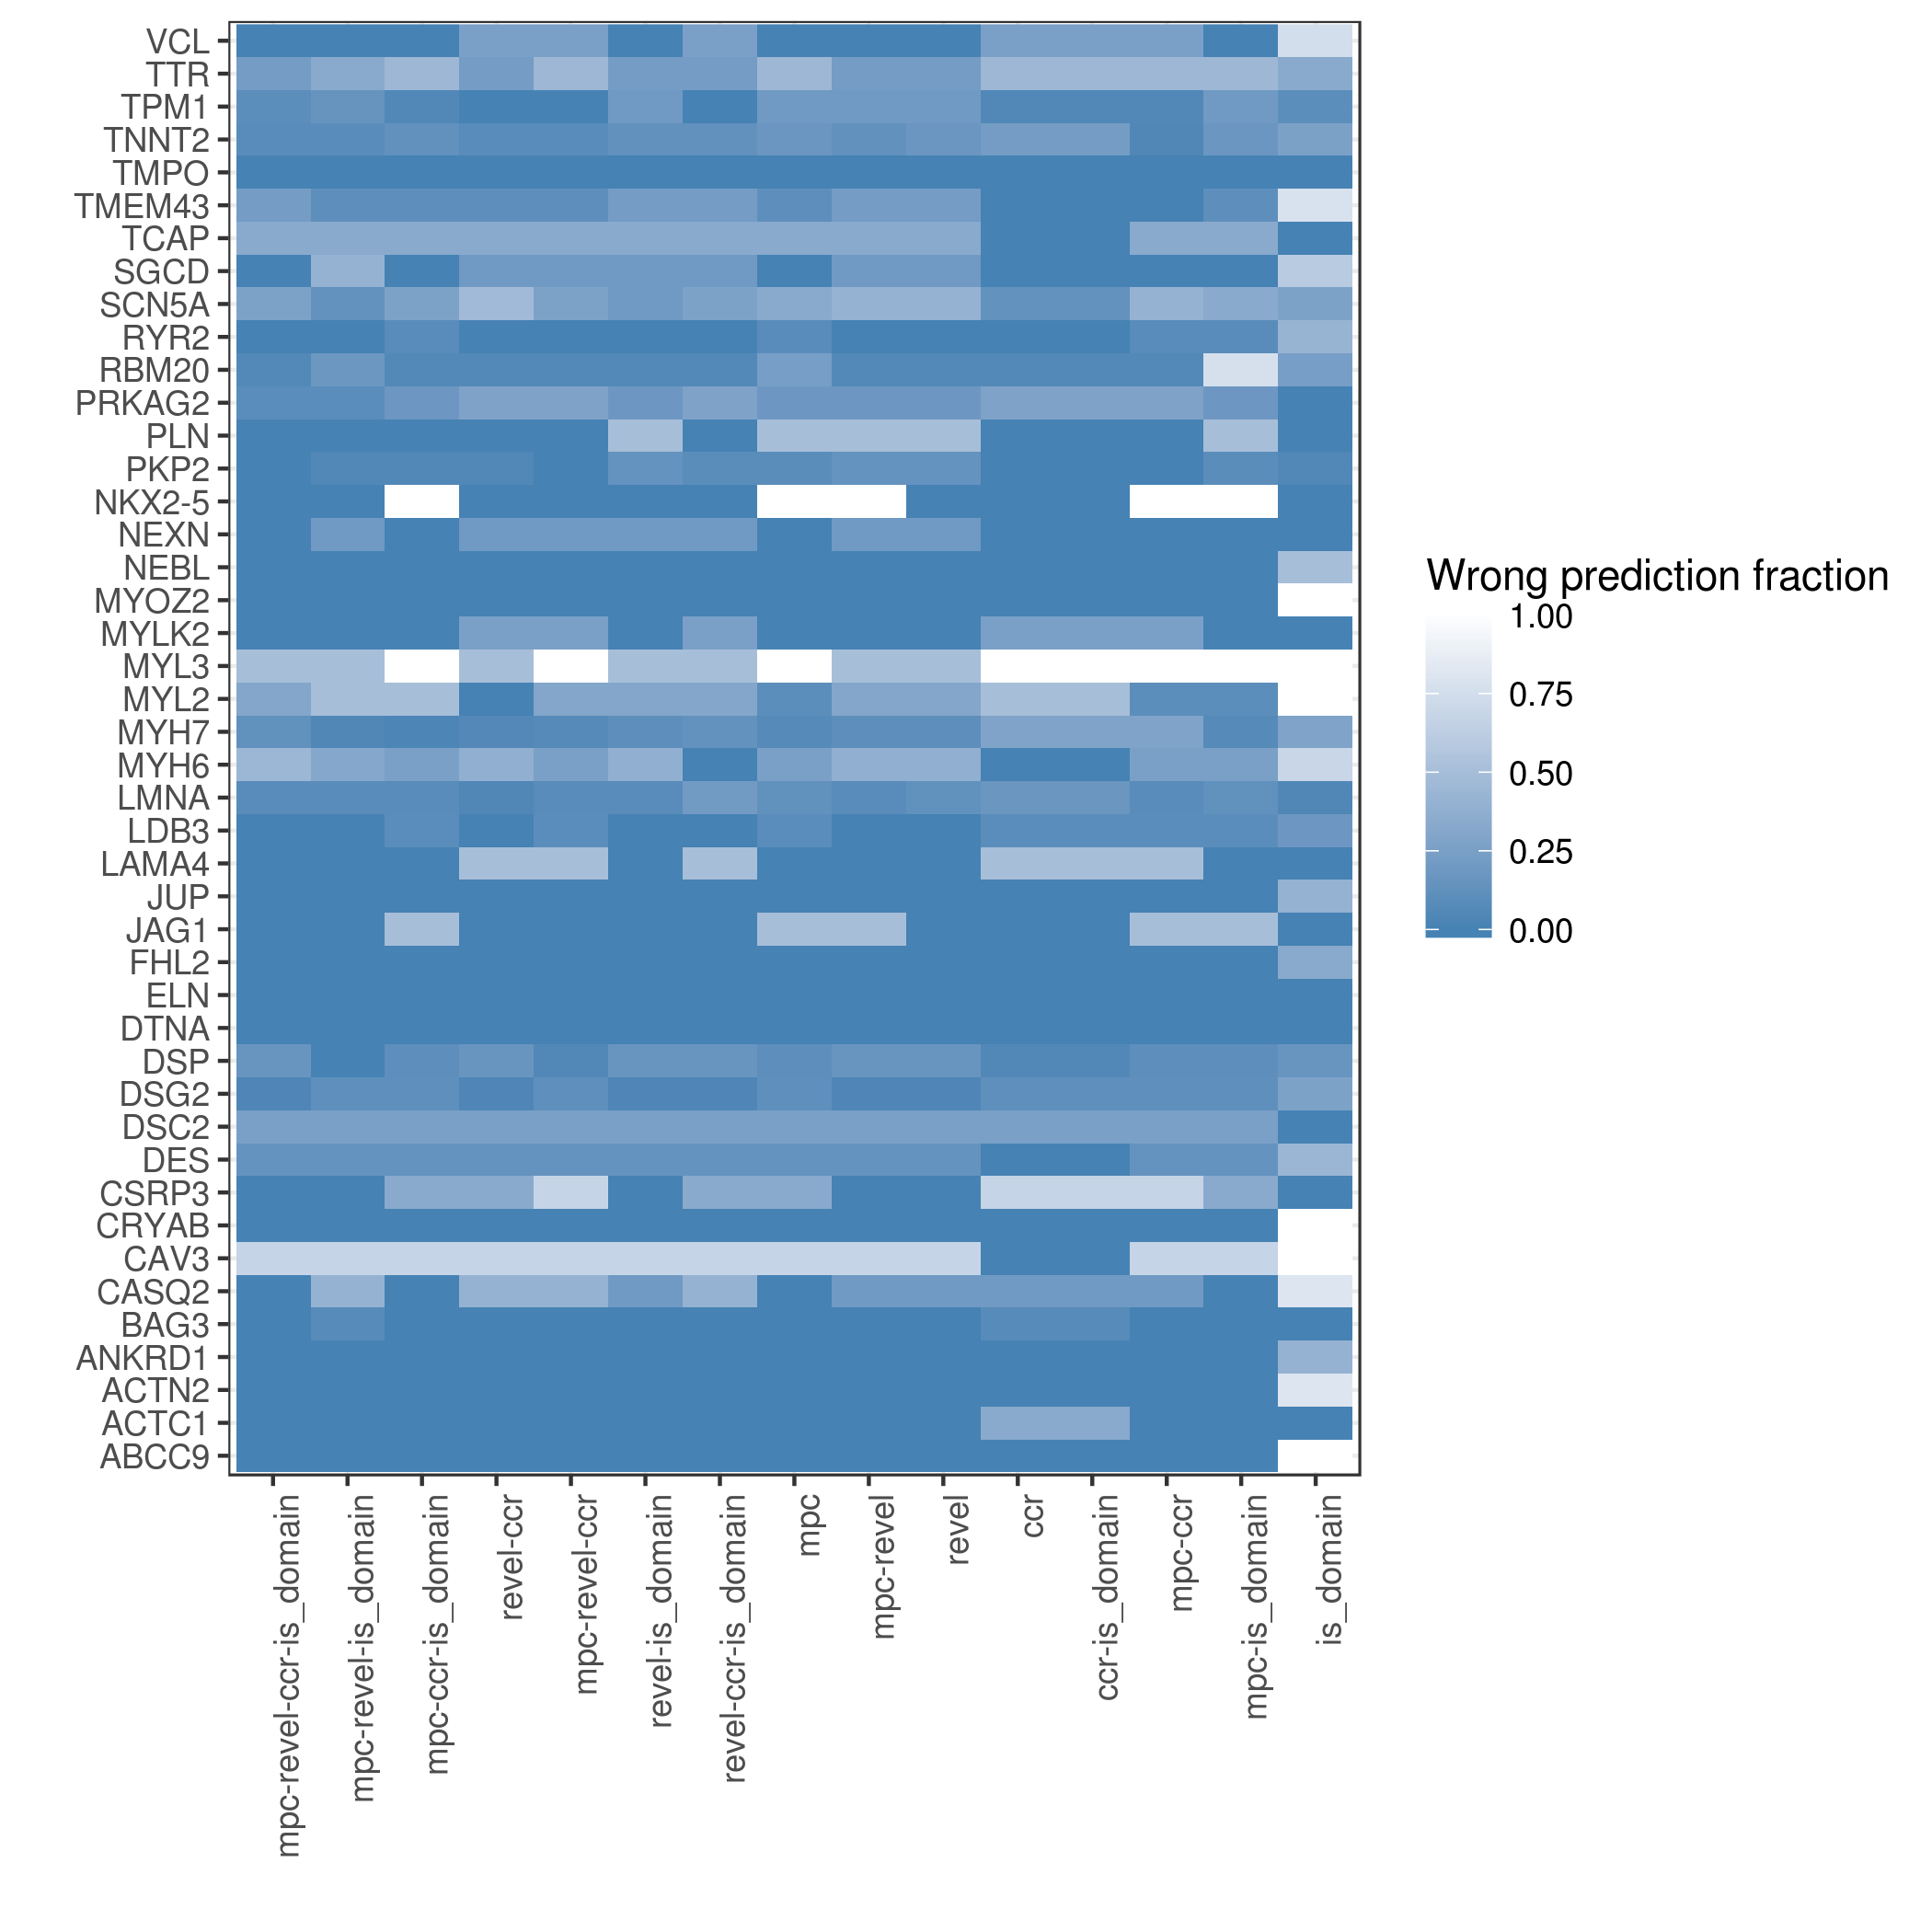 VCL
TTR
TPM1
TNNT2
TMPO
TMEM43
TCAP
SGCD
SCN5A
RYR2
RBM20
PRKAG2
PLN
PKP2
NKX2-5
NEXN
NEBL
MYOZ2
MYLK2
MYL3
MYL2
MYH7
MYH6
LMNA
LDB3
LAMA4
JUP
JAG1
FHL2
ELN
DTNA
DSP
DSG2
DSC2
DES
CSRP3
CRYAB
CAV3
CASQ2
BAG3
ANKRD1
ACTN2
ACTC1
ABCC9
mpc-revel-ccr-is_domain
mpc-revel-is_domain
mpc-ccr-is_domain
revel-ccr
mpc-revel-ccr
revel-is_domain
revel-ccr-is_domain
mpc
mpc-revel
revel
ccr
ccr-is_domain
mpc-ccr
mpc-is_domain
is_domain
Wrong prediction fraction
1.00
0.75
0.50
0.25
0.00